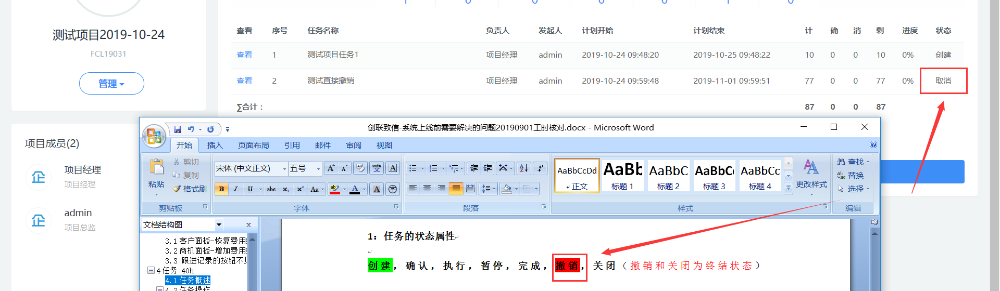 测试项目2019-10-24
FCL19031
管理
项目成员(2)
项目经理
项目经理
admin
项目总监
查看 序号 任务名称 负责人 发起人 计划开始 计划结束 计 确 消 剩 进度 状态
查看 1 测试项目任务1 项目经理 admin 2019-10-24 09:48:20 2019-10-25 09:48:22 10 0 0 10 0% 创建
查看 2 测试直接撤销 项目经理 admin 2019-10-24 09:59:48 2019-11-01 09:59:51 77 0 0 77 0% 取消
∑合计： 87 0 0 87
创联致信-系统上线前需要解决的问题20190901工时核对.docx - Microsoft Word
开始 插入 页面布局 引用 邮件 审阅 视图
粘贴
剪切
复制
格式刷
剪贴板
宋体 (中文正文) 五号
字体
段落
AaBbCcDd 正文
AaBb 标题 1
AaBbC 标题 2
AaBbC 标题 3
AaBbCc 标题 4
更改样式
样式
查找
替换
选择
编辑
文档结构图
3.1 客户面板-恢复费用
3.2 商机面板-增加费用
3.3 跟进记录的按钮不
4 任务 40h
4.1 任务概述
4.2 任务操作
1：任务的状态属性
创建，确认，执行，暂停，完成，撤销，关闭（撤销和关闭为终结状态）